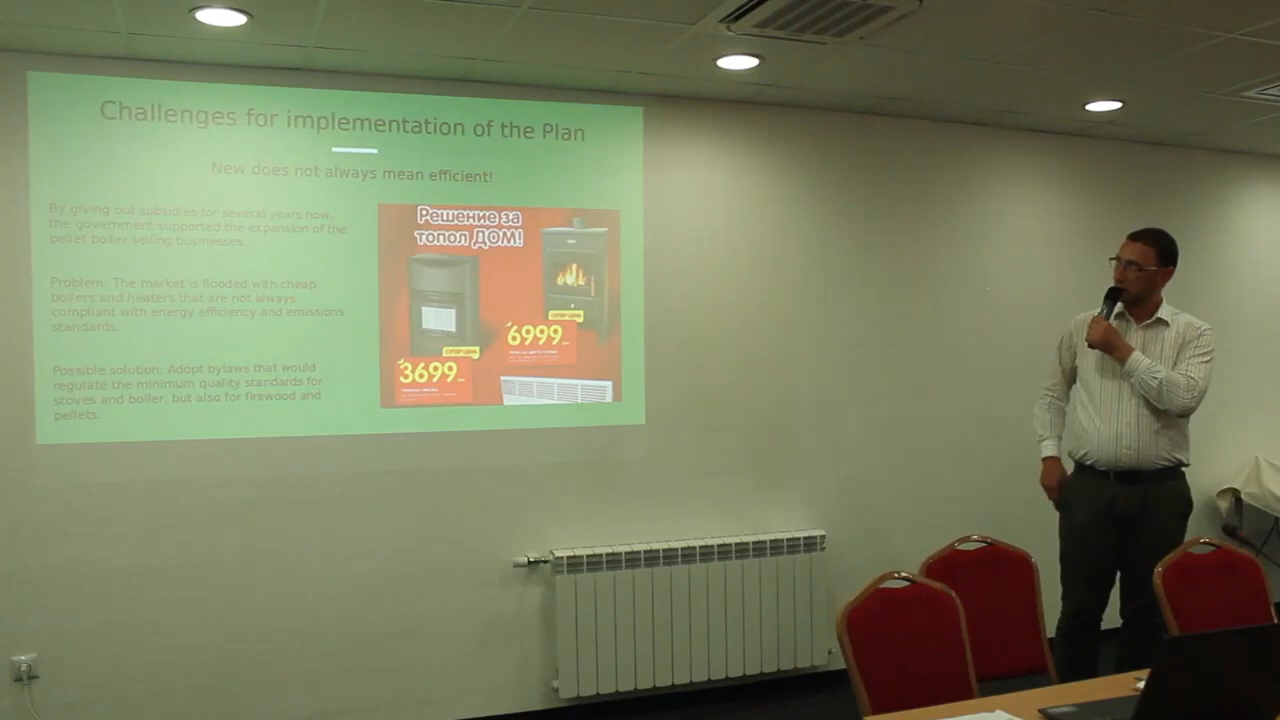 Challenges for implementation of the Plan
New does not always mean efficient!
By giving out subsidies for several years now,
the government supported the expansion of the
pellet boiler selling businesses.
Problem: The market is flooded with cheap
boilers and heaters that are not always
compliant with energy efficiency and emissions
standards.
Possible solution: Adopt bylaws that would
regulate the minimum quality standards for
stoves and boiler, but also for firewood and
pellets.
Решение за
топол ДОМ!
СУПЕР ЦЕНА
6999
СУПЕР ЦЕНА
3699